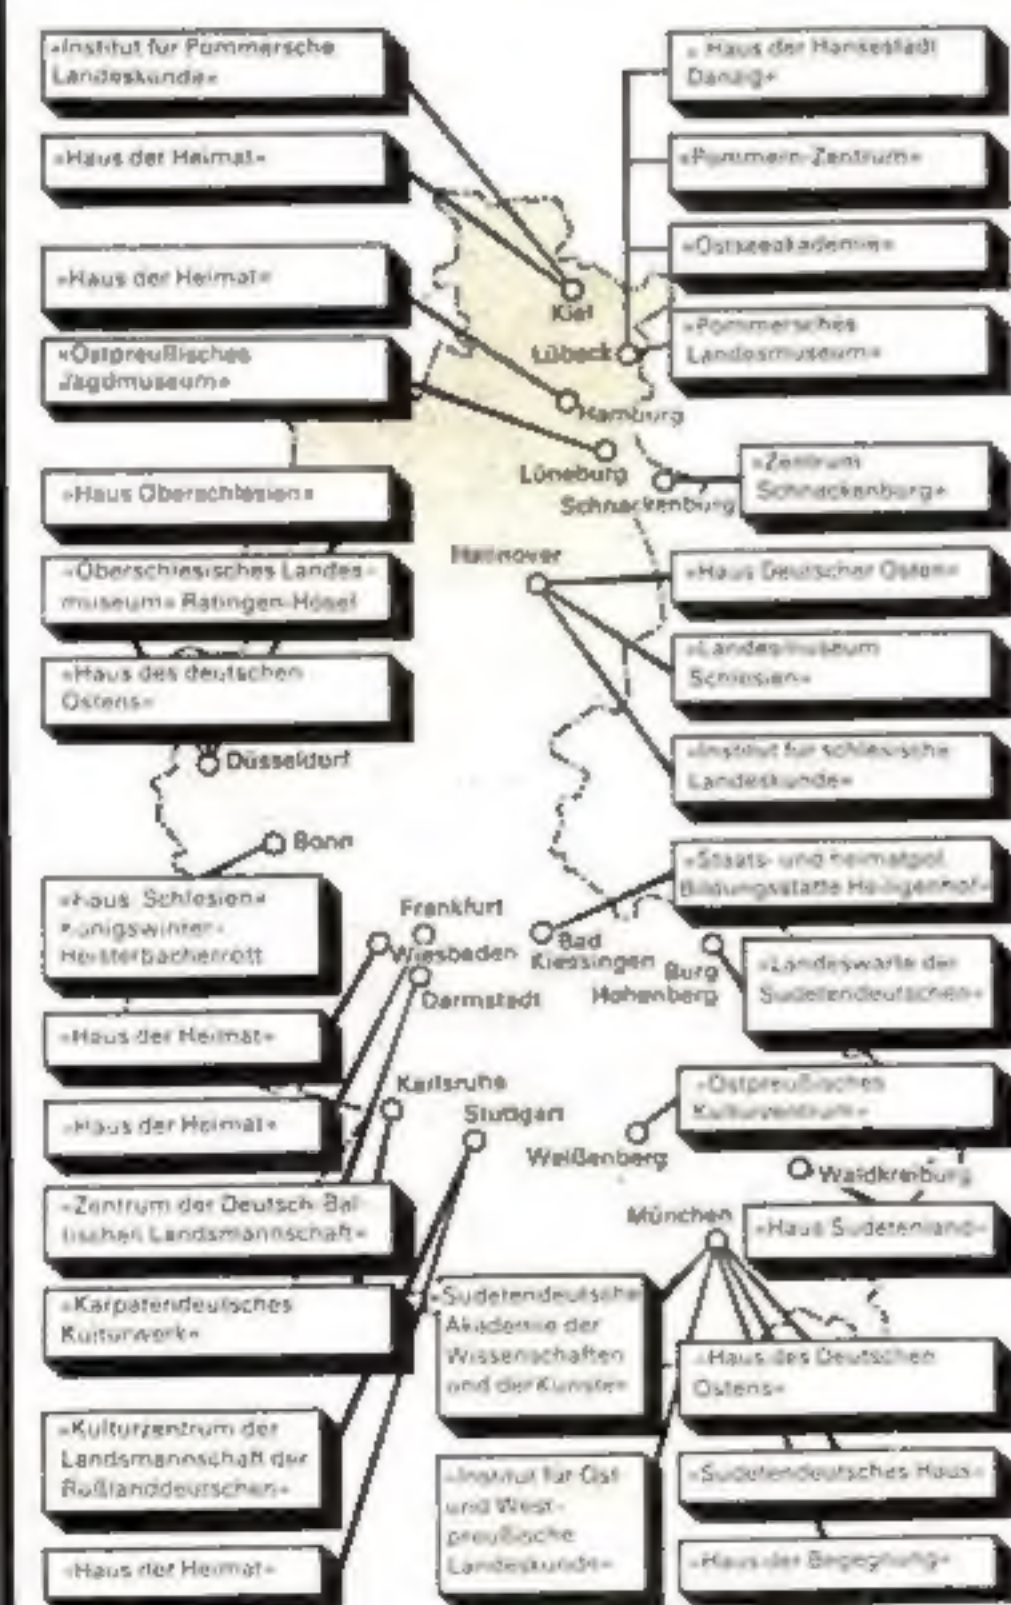 »Institut für Pommersche
Landeskunde«
»Haus der Heimat«
»Haus der Heimat«
»Ostpreußisches
Jagdmuseum«
»Haus Oberschlesien«
»Oberschlesisches Landes-
museum« Ratingen-Hösel
»Haus des deutschen
Ostens«
»Haus der Hansestadt
Danzig«
»Pommern-Zentrum«
»Ostseeakademie«
»Pommersches
Landesmuseum«
Kiel
Lübeck
Hamburg
Lüneburg
Schnackenburg
»Zentrum
Schnackenburg«
Hannover
»Haus Deutscher Osten«
»Landesmuseum
Schlesien«
»Institut für schlesische
Landeskunde«
Düsseldorf
Bonn
»Haus Schlesien«
Königswinter-
Heisterbacherrott
»Staats- und heimatpol.
Bildungsstätte Heiligenhof«
Frankfurt
Wiesbaden
Darmstadt
Bad
Kiessingen
Burg
Hohenberg
»Landeswarte der
Sudetendeutschen«
»Haus der Heimat«
»Haus der Heimat«
»Zentrum der Deutsch-Bal-
tischen Landsmannschaft«
»Karpatendeutsches
Kulturwerk«
»Kulturzentrum der
Landsmannschaft der
Rußlanddeutschen«
»Haus der Heimat«
Karlsruhe
Stuttgart
Weißenberg
»Ostpreußisches
Kulturzentrum«
Waldkreiburg
»Haus Sudetenland«
München
»Sudetendeutsche
Akademie der
Wissenschaften
und der Künste«
»Institut für Ost
und West-
preußische
Landeskunde«
»Haus des Deutschen
Ostens«
»Sudetendeutsches Haus«
»Haus der Begegnung«